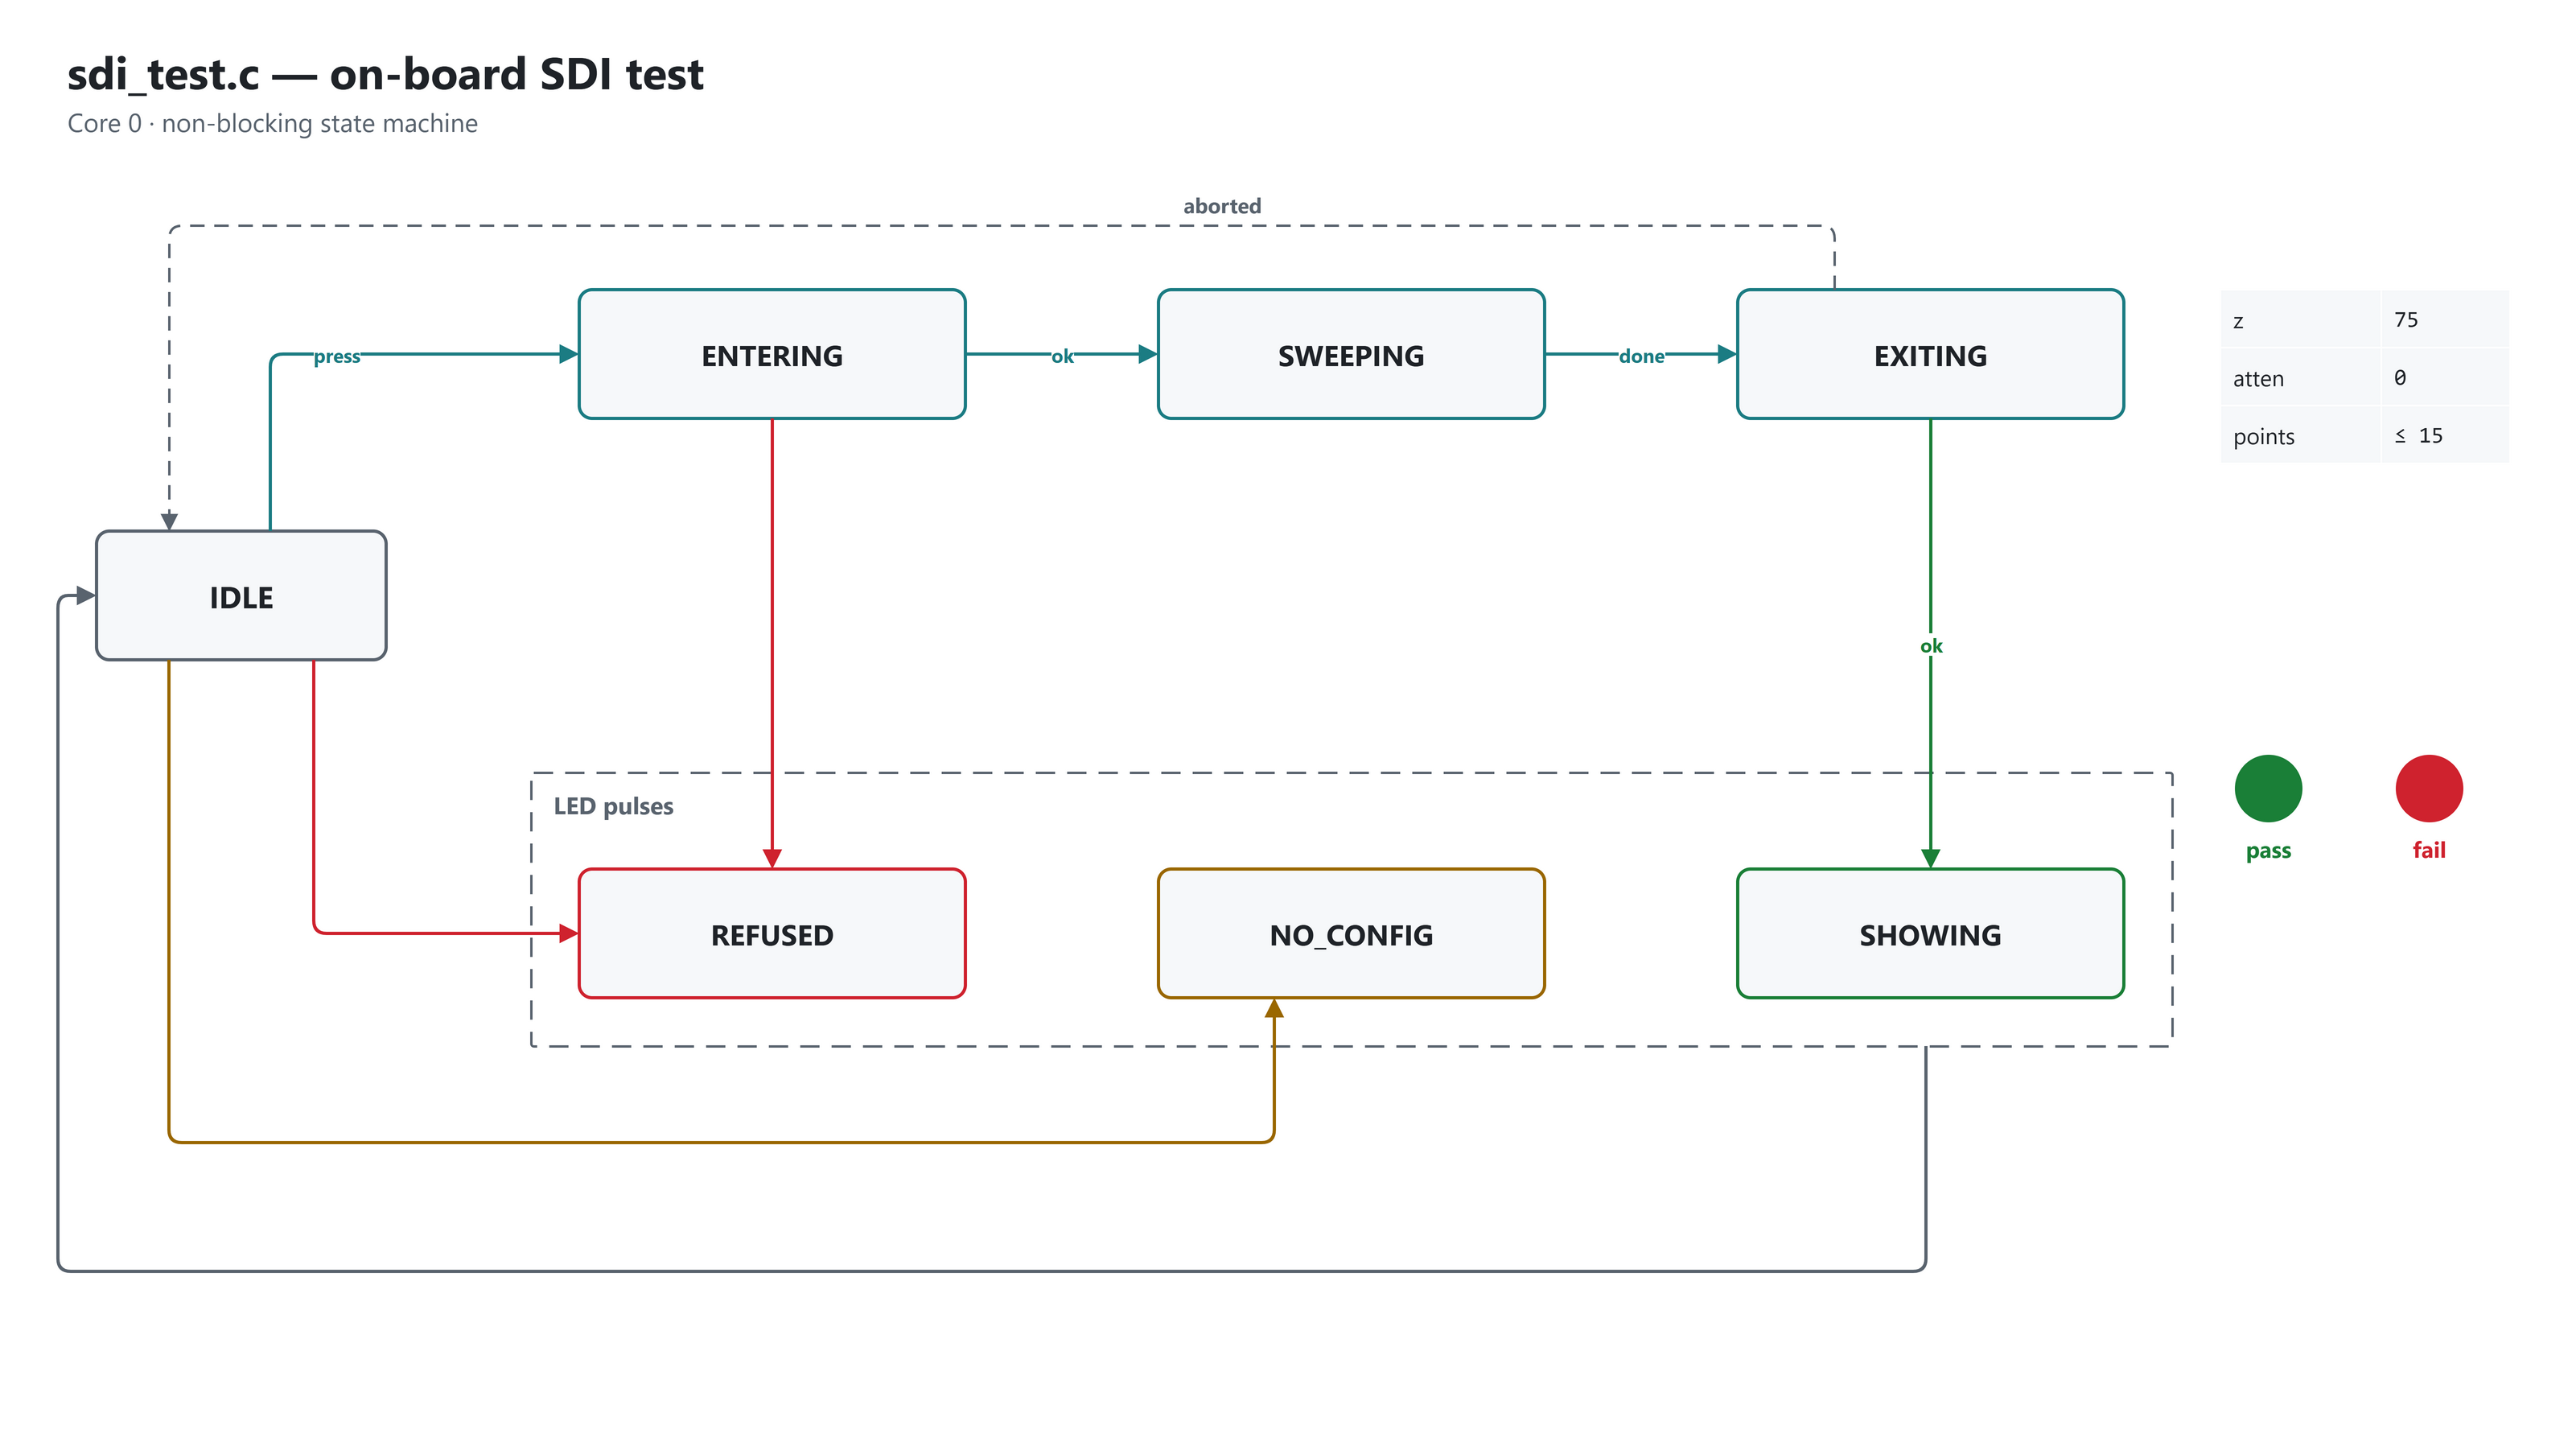 sdi_test.c — on-board SDI test
Core 0 · non-blocking state machine
aborted
press
ENTERING
ok
SWEEPING
done
EXITING
z 75
atten 0
points ≤ 15
IDLE
ok
LED pulses
REFUSED
NO_CONFIG
SHOWING
pass
fail